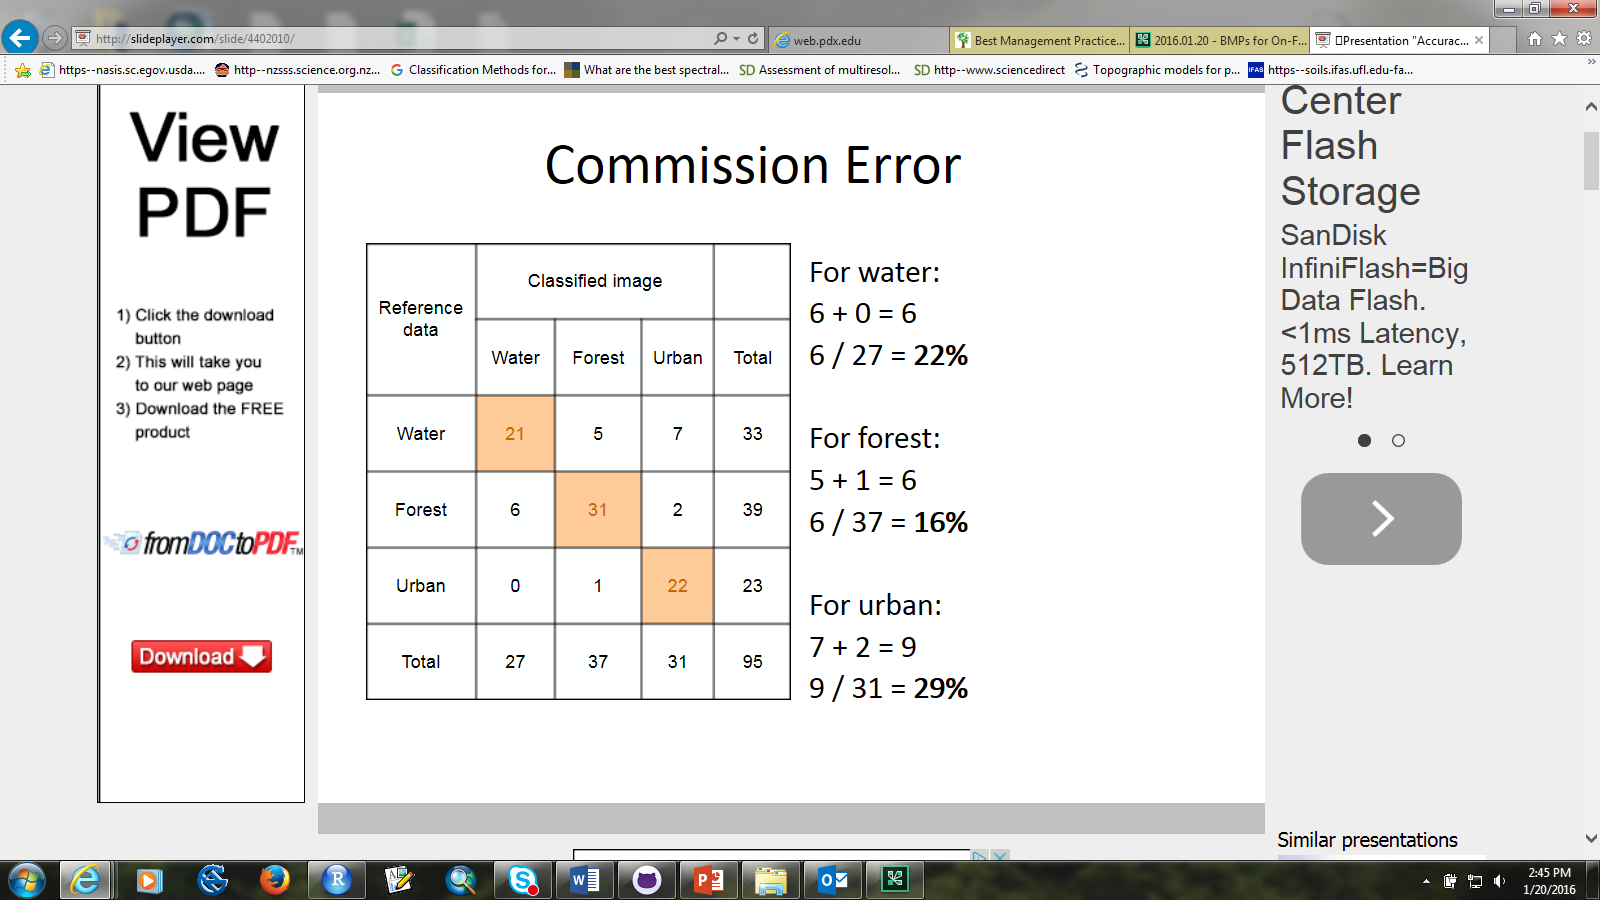 http://slideplayer.com/slide/4402010/
web.pdx.edu
Best Management Practice...
2016.01.20 - BMPs for On-F...
Presentation "Accurac...
https--nasis.sc.egov.usda....
http--nzsss.science.org.nz...
Classification Methods for...
What are the best spectral...
SD Assessment of multiresol...
SD http--www.sciencedirect
Topographic models for p...
IFAS https--soils.ifas.ufl.edu-fa...
View
PDF
1) Click the download
button
2) This will take you
to our web page
3) Download the FREE
product
fromDOCtoPDF TM
Download
Commission Error
Reference
data
Classified image
Water Forest Urban Total
Water 21 5 7 33
Forest 6 31 2 39
Urban 0 1 22 23
Total 27 37 31 95
For water:
6 + 0 = 6
6 / 27 = 22%
For forest:
5 + 1 = 6
6 / 37 = 16%
For urban:
7 + 2 = 9
9 / 31 = 29%
Center
Flash
Storage
SanDisk
InfiniFlash=Big
Data Flash.
<1ms Latency,
512TB. Learn
More!
Similar presentations
2:45 PM
1/20/2016